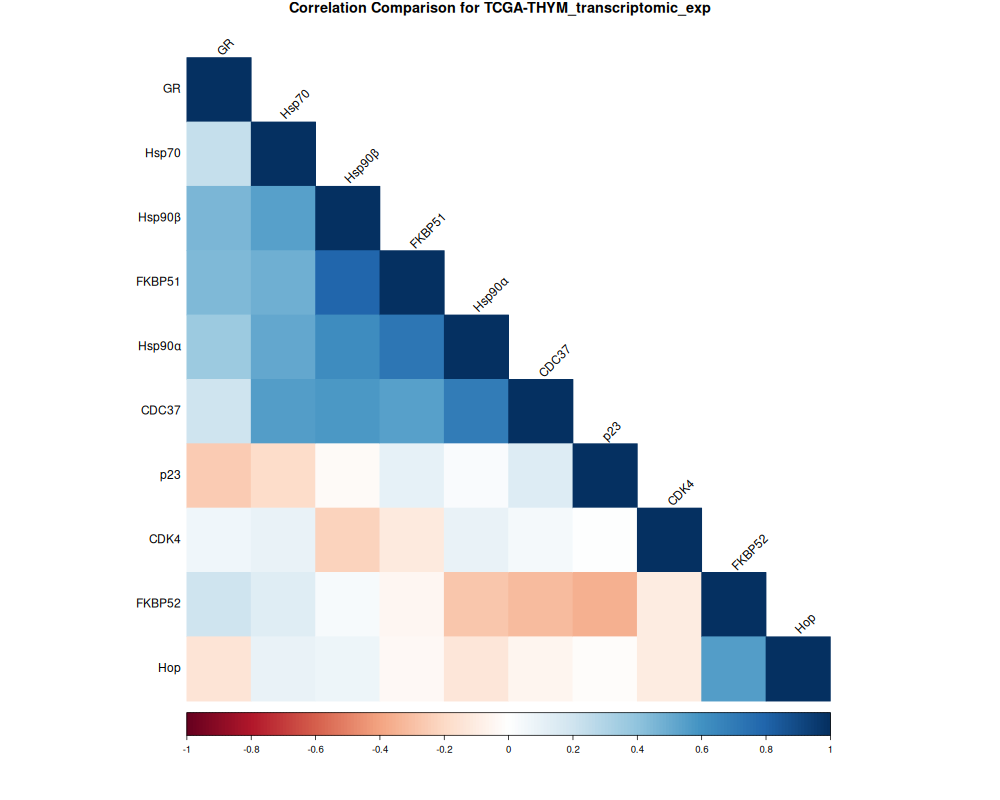 Correlation Comparison for TCGA-THYM_transcriptomic_exp
GR
GR
Hsp70
Hsp70
Hsp90β
Hsp90β
FKBP51
FKBP51
Hsp90α
Hsp90α
CDC37
CDC37
p23
p23
CDK4
CDK4
FKBP52
FKBP52
Hop
Hop
-1 -0.8 -0.6 -0.4 -0.2 0 0.2 0.4 0.6 0.8 1